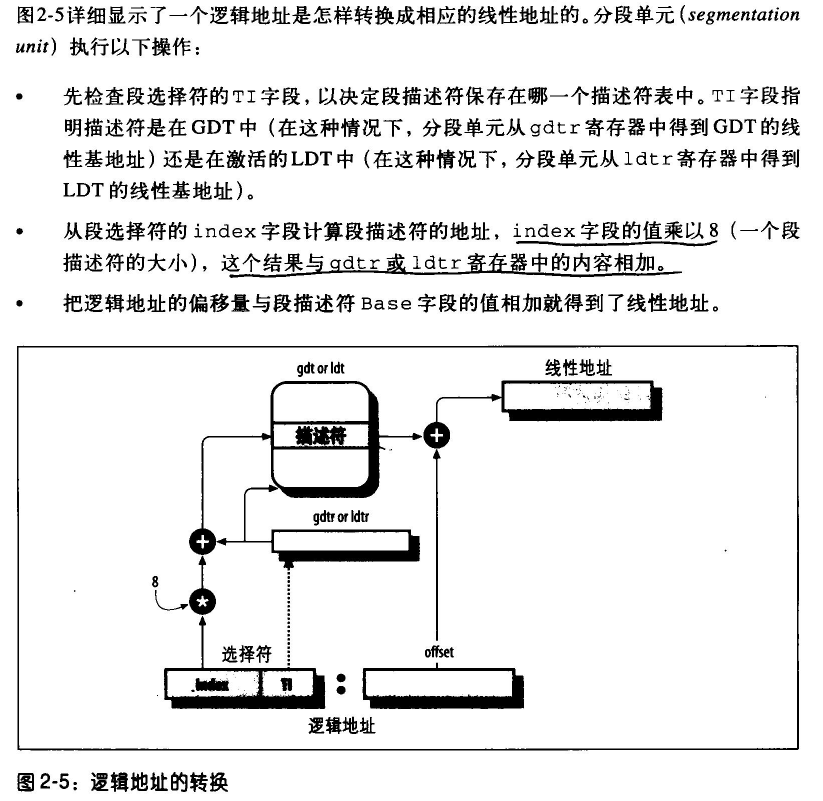 图2-5详细显示了一个逻辑地址是怎样转换成相应的线性地址的。分段单元(segmentation
unit)执行以下操作:
• 先检查段选择符的TI字段,以决定段描述符保存在哪一个描述符表中。TI字段指
明描述符是在GDT中(在这种情况下,分段单元从gdtr寄存器中得到GDT的线
性基地址)还是在激活的LDT中(在这种情况下,分段单元从ldtr寄存器中得到
LDT的线性基地址)。
• 从段选择符的index字段计算段描述符的地址,index字段的值乘以8(一个段
描述符的大小),这个结果与gdtr或ldtr寄存器中的内容相加。
• 把逻辑地址的偏移量与段描述符Base字段的值相加就得到了线性地址。
gdt or ldt
线性地址
描述符
+
gdtr or ldtr
+
8
*
选择符
offset
index
TI
:
逻辑地址
图2-5:逻辑地址的转换